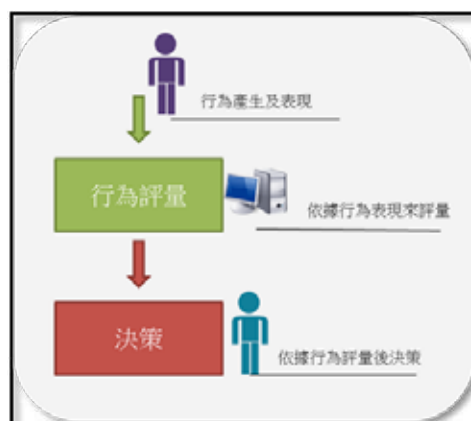 行為產生及表現
行為評量
依據行為表現來評量
決策
依據行為評量後決策